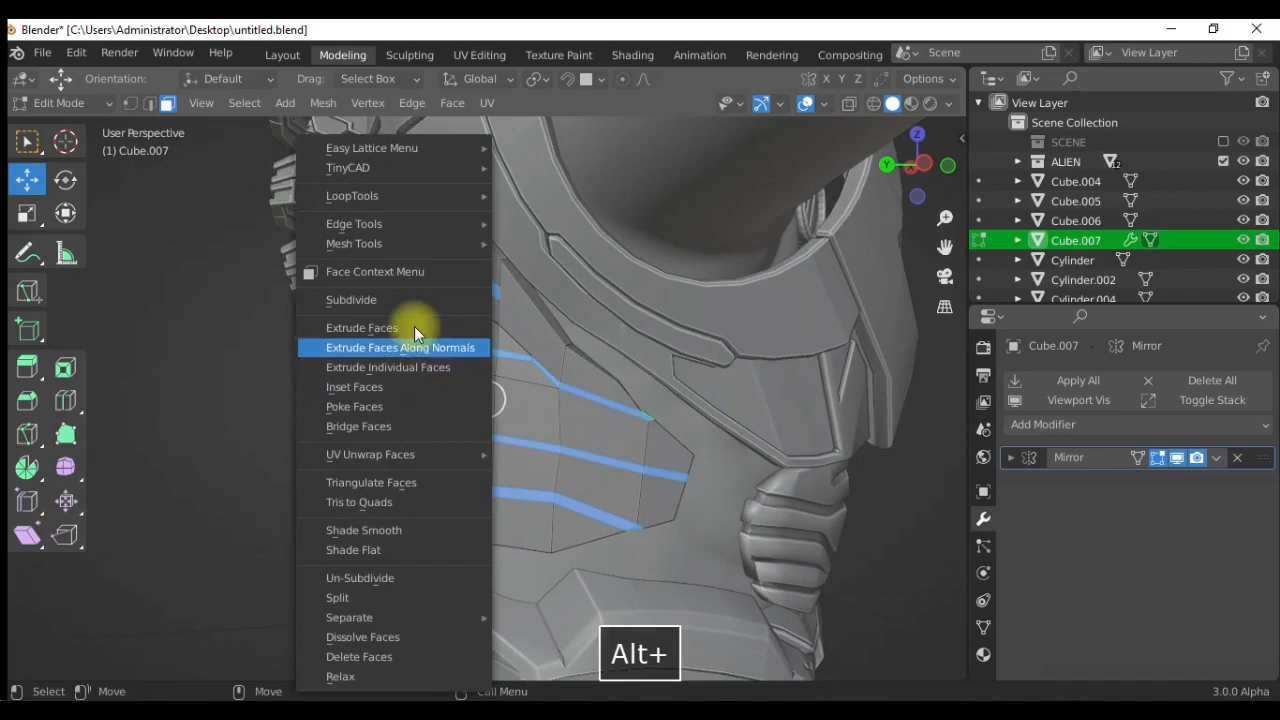 Blender* [C:\Users\Administrator\Desktop\untitled.blend]
File Edit Render Window Help Layout Modeling Sculpting UV Editing Texture Paint Shading Animation Rendering Compositing Scene View Layer
Orientation: Default Drag: Select Box Global X Y Z Options
Edit Mode View Select Add Mesh Vertex Edge Face UV
User Perspective
(1) Cube.007
Z
Y
X
Easy Lattice Menu
TinyCAD
LoopTools
Edge Tools
Mesh Tools
Face Context Menu
Subdivide
Extrude Faces
Extrude Faces Along Normals
Extrude Individual Faces
Inset Faces
Poke Faces
Bridge Faces
UV Unwrap Faces
Triangulate Faces
Tris to Quads
Shade Smooth
Shade Flat
Un-Subdivide
Split
Separate
Dissolve Faces
Delete Faces
Relax
Alt+
View Layer
Scene Collection
SCENE
ALIEN 12
Cube.004
Cube.005
Cube.006
Cube.007
Cylinder
Cylinder.002
Cylinder.004
Cube.007 Mirror
Apply All Delete All
Viewport Vis Toggle Stack
Add Modifier
Mirror
Select Move Move Call Menu 3.0.0 Alpha